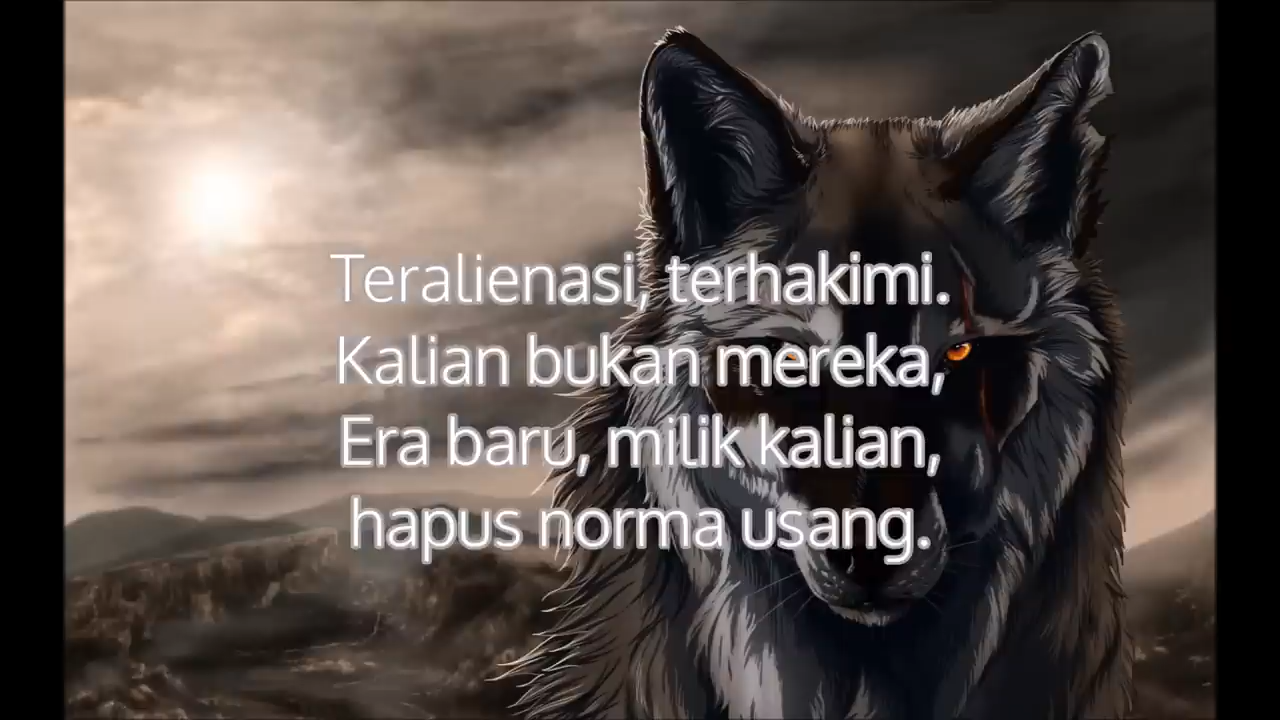 Teralienasi, terhakimi.
Kalian bukan mereka,
Era baru, milik kalian,
hapus norma usang.